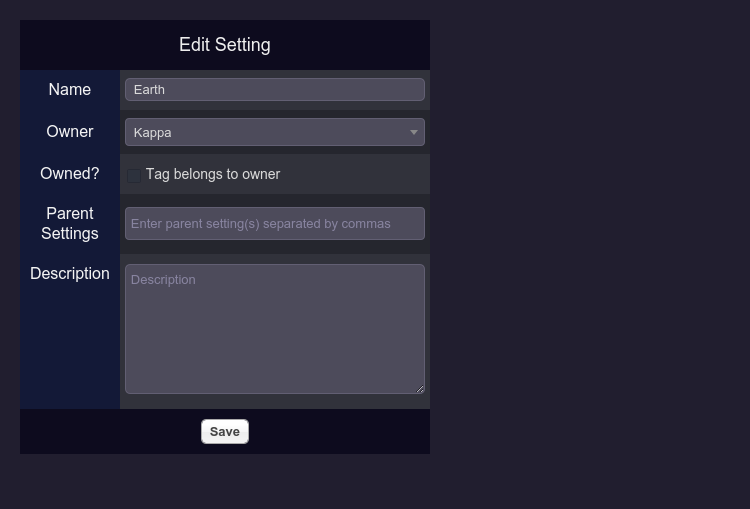 Edit Setting
Name
Earth
Owner
Kappa
Owned?
Tag belongs to owner
Parent
Settings
Enter parent setting(s) separated by commas
Description
Description
Save